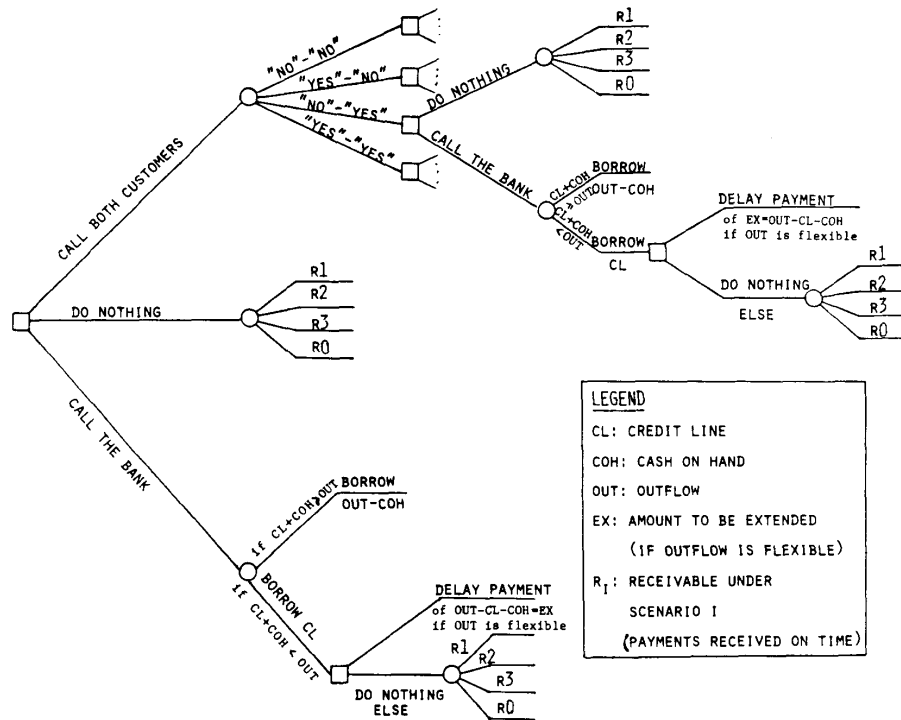 "NO"-"NO"
"YES"-"NO"
"NO"-"YES"
"YES"-"YES"
CALL BOTH CUSTOMERS
DO NOTHING
R1
R2
R3
R0
CALL THE BANK
CL+COH ⩾OUT
BORROW
OUT-COH
CL+COH <OUT
BORROW
CL
DELAY PAYMENT
of EX=OUT-CL-COH
if OUT is flexible
DO NOTHING
ELSE
R1
R2
R3
R0
DO NOTHING
R1
R2
R3
R0
CALL THE BANK
if CL+COH⩾OUT
BORROW
OUT-COH
BORROW CL
if CL+COH < OUT
DELAY PAYMENT
of OUT-CL-COH=EX
if OUT is flexible
DO NOTHING
ELSE
R1
R2
R3
R0
LEGEND
CL: CREDIT LINE
COH: CASH ON HAND
OUT: OUTFLOW
EX: AMOUNT TO BE EXTENDED
(IF OUTFLOW IS FLEXIBLE)
RI: RECEIVABLE UNDER
SCENARIO I
(PAYMENTS RECEIVED ON TIME)